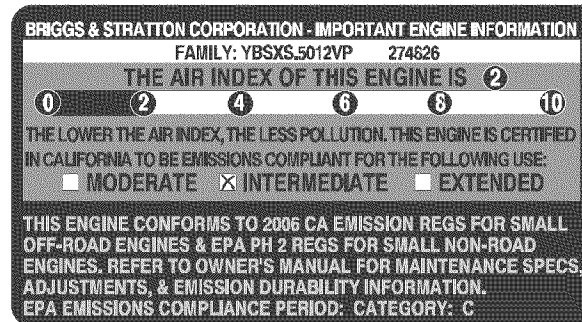 BRIGGS & STRATTON CORPORATION - IMPORTANT ENGINE INFORMATION
FAMILY: YBSXS.5012VP 274626
THE AIR INDEX OF THIS ENGINE IS 2
0 2 4 6 8 10
THE LOWER THE AIR INDEX, THE LESS POLLUTION. THIS ENGINE IS CERTIFIED
IN CALIFORNIA TO BE EMISSIONS COMPLIANT FOR THE FOLLOWING USE:
MODERATE INTERMEDIATE EXTENDED
THIS ENGINE CONFORMS TO 2006 CA EMISSION REGS FOR SMALL
OFF-ROAD ENGINES & EPA PH 2 REGS FOR SMALL NON-ROAD
ENGINES. REFER TO OWNER'S MANUAL FOR MAINTENANCE SPECS.
ADJUSTMENTS, & EMISSION DURABILITY INFORMATION.
EPA EMISSIONS COMPLIANCE PERIOD: CATEGORY: C